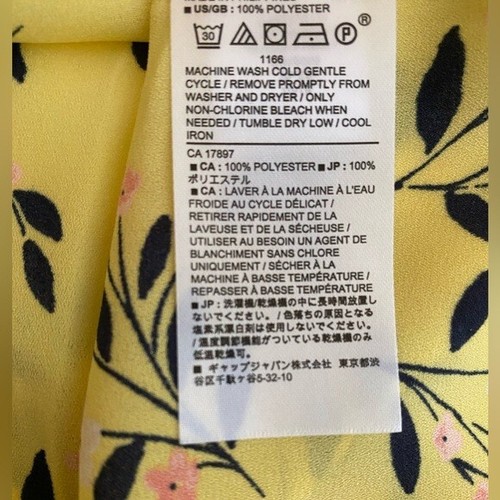 ■ US/GB : 100% POLYESTER
30
P ®
1166
MACHINE WASH COLD GENTLE
CYCLE / REMOVE PROMPTLY FROM
WASHER AND DRYER / ONLY
NON-CHLORINE BLEACH WHEN
NEEDED / TUMBLE DRY LOW / COOL
IRON
CA 17897
■ CA : 100% POLYESTER ■ JP : 100%
ポリエステル
■ CA : LAVER À LA MACHINE À L'EAU
FROIDE AU CYCLE DÉLICAT /
RETIRER RAPIDEMENT DE LA
LAVEUSE ET DE LA SÉCHEUSE /
UTILISER AU BESOIN UN AGENT DE
BLANCHIMENT SANS CHLORE
UNIQUEMENT / SÉCHER À LA
MACHINE À BASSE TEMPÉRATURE /
REPASSER À BASSE TEMPÉRATURE
■ JP : 洗濯機/乾燥機の中に長時間放置し
ないでください。/ 色落ちの原因となる
塩素系漂白剤は使用しないでください。
/ 温度調節機能がついている乾燥機のみ
低温乾燥可。
■ ギャップジャパン株式会社 東京都渋
谷区千駄ヶ谷5-32-10